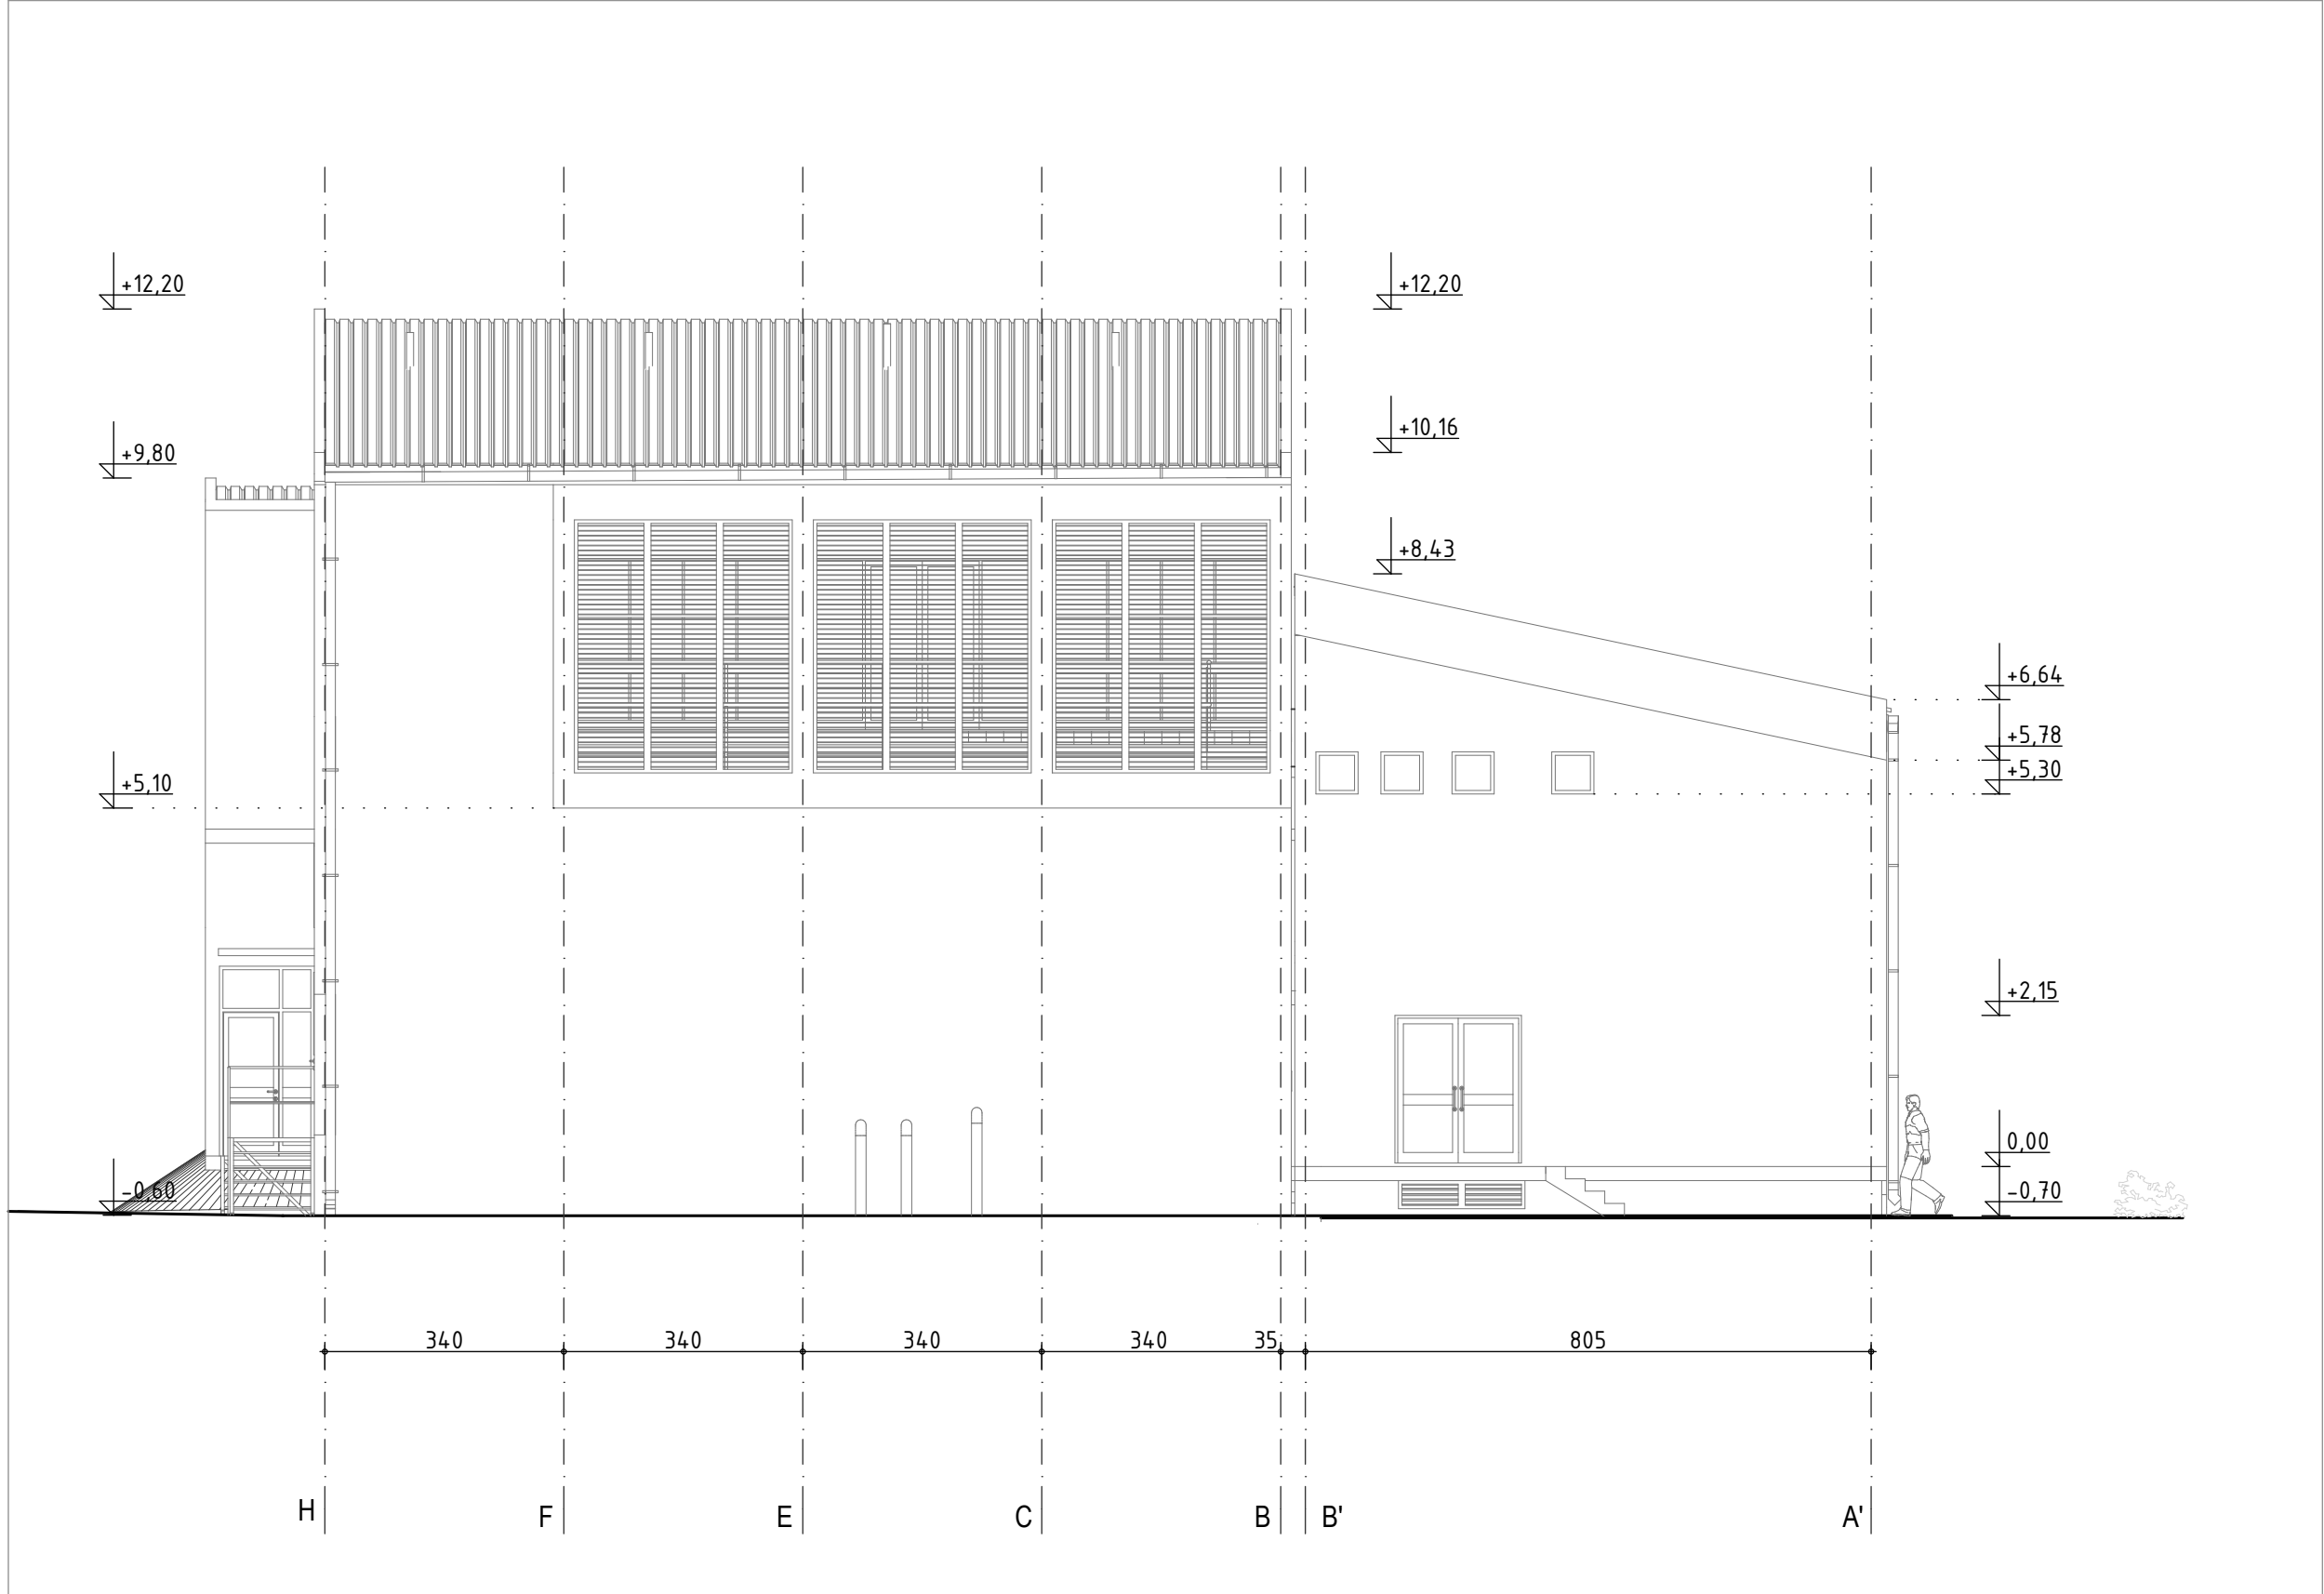 +12,20
+12,20
+10,16
+9,80
+8,43
+6,64
+5,78
+5,30
+5,10
+2,15
0,00
-0,60
-0,70
340
340
340
340
35
805
H
F
E
C
B
B'
A'